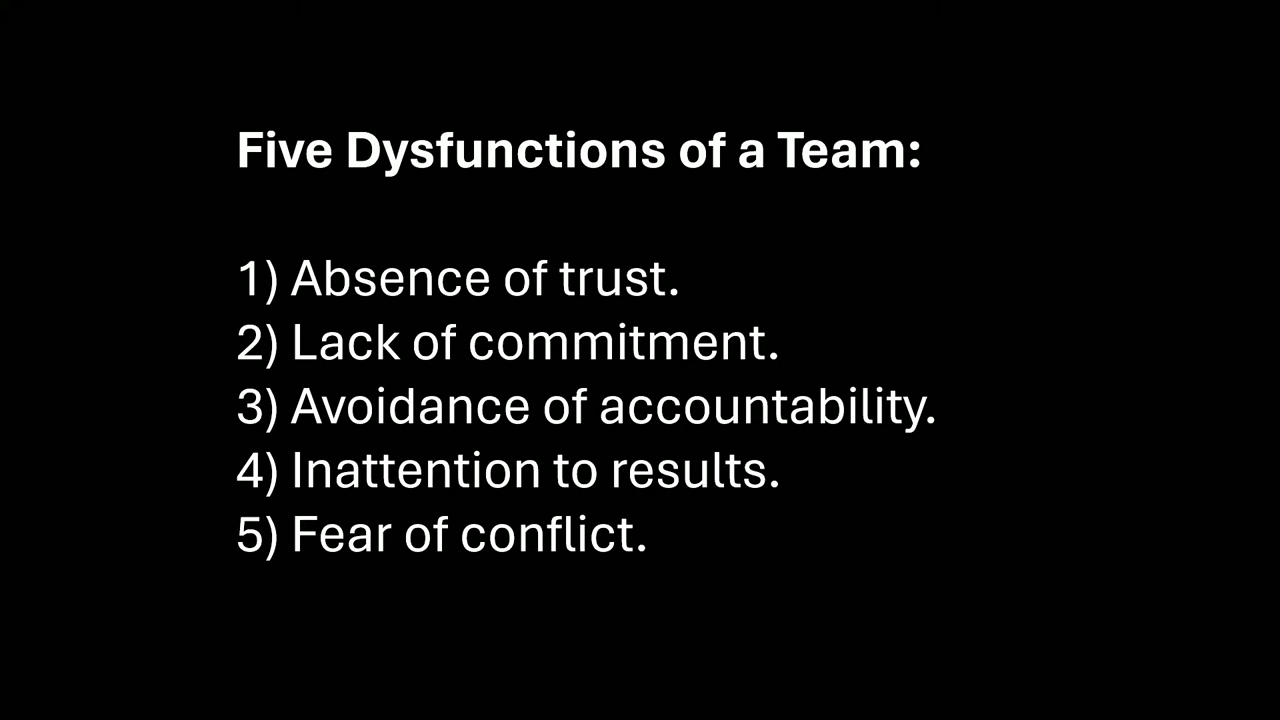 Five Dysfunctions of a Team:
1) Absence of trust.
2) Lack of commitment.
3) Avoidance of accountability.
4) Inattention to results.
5) Fear of conflict.